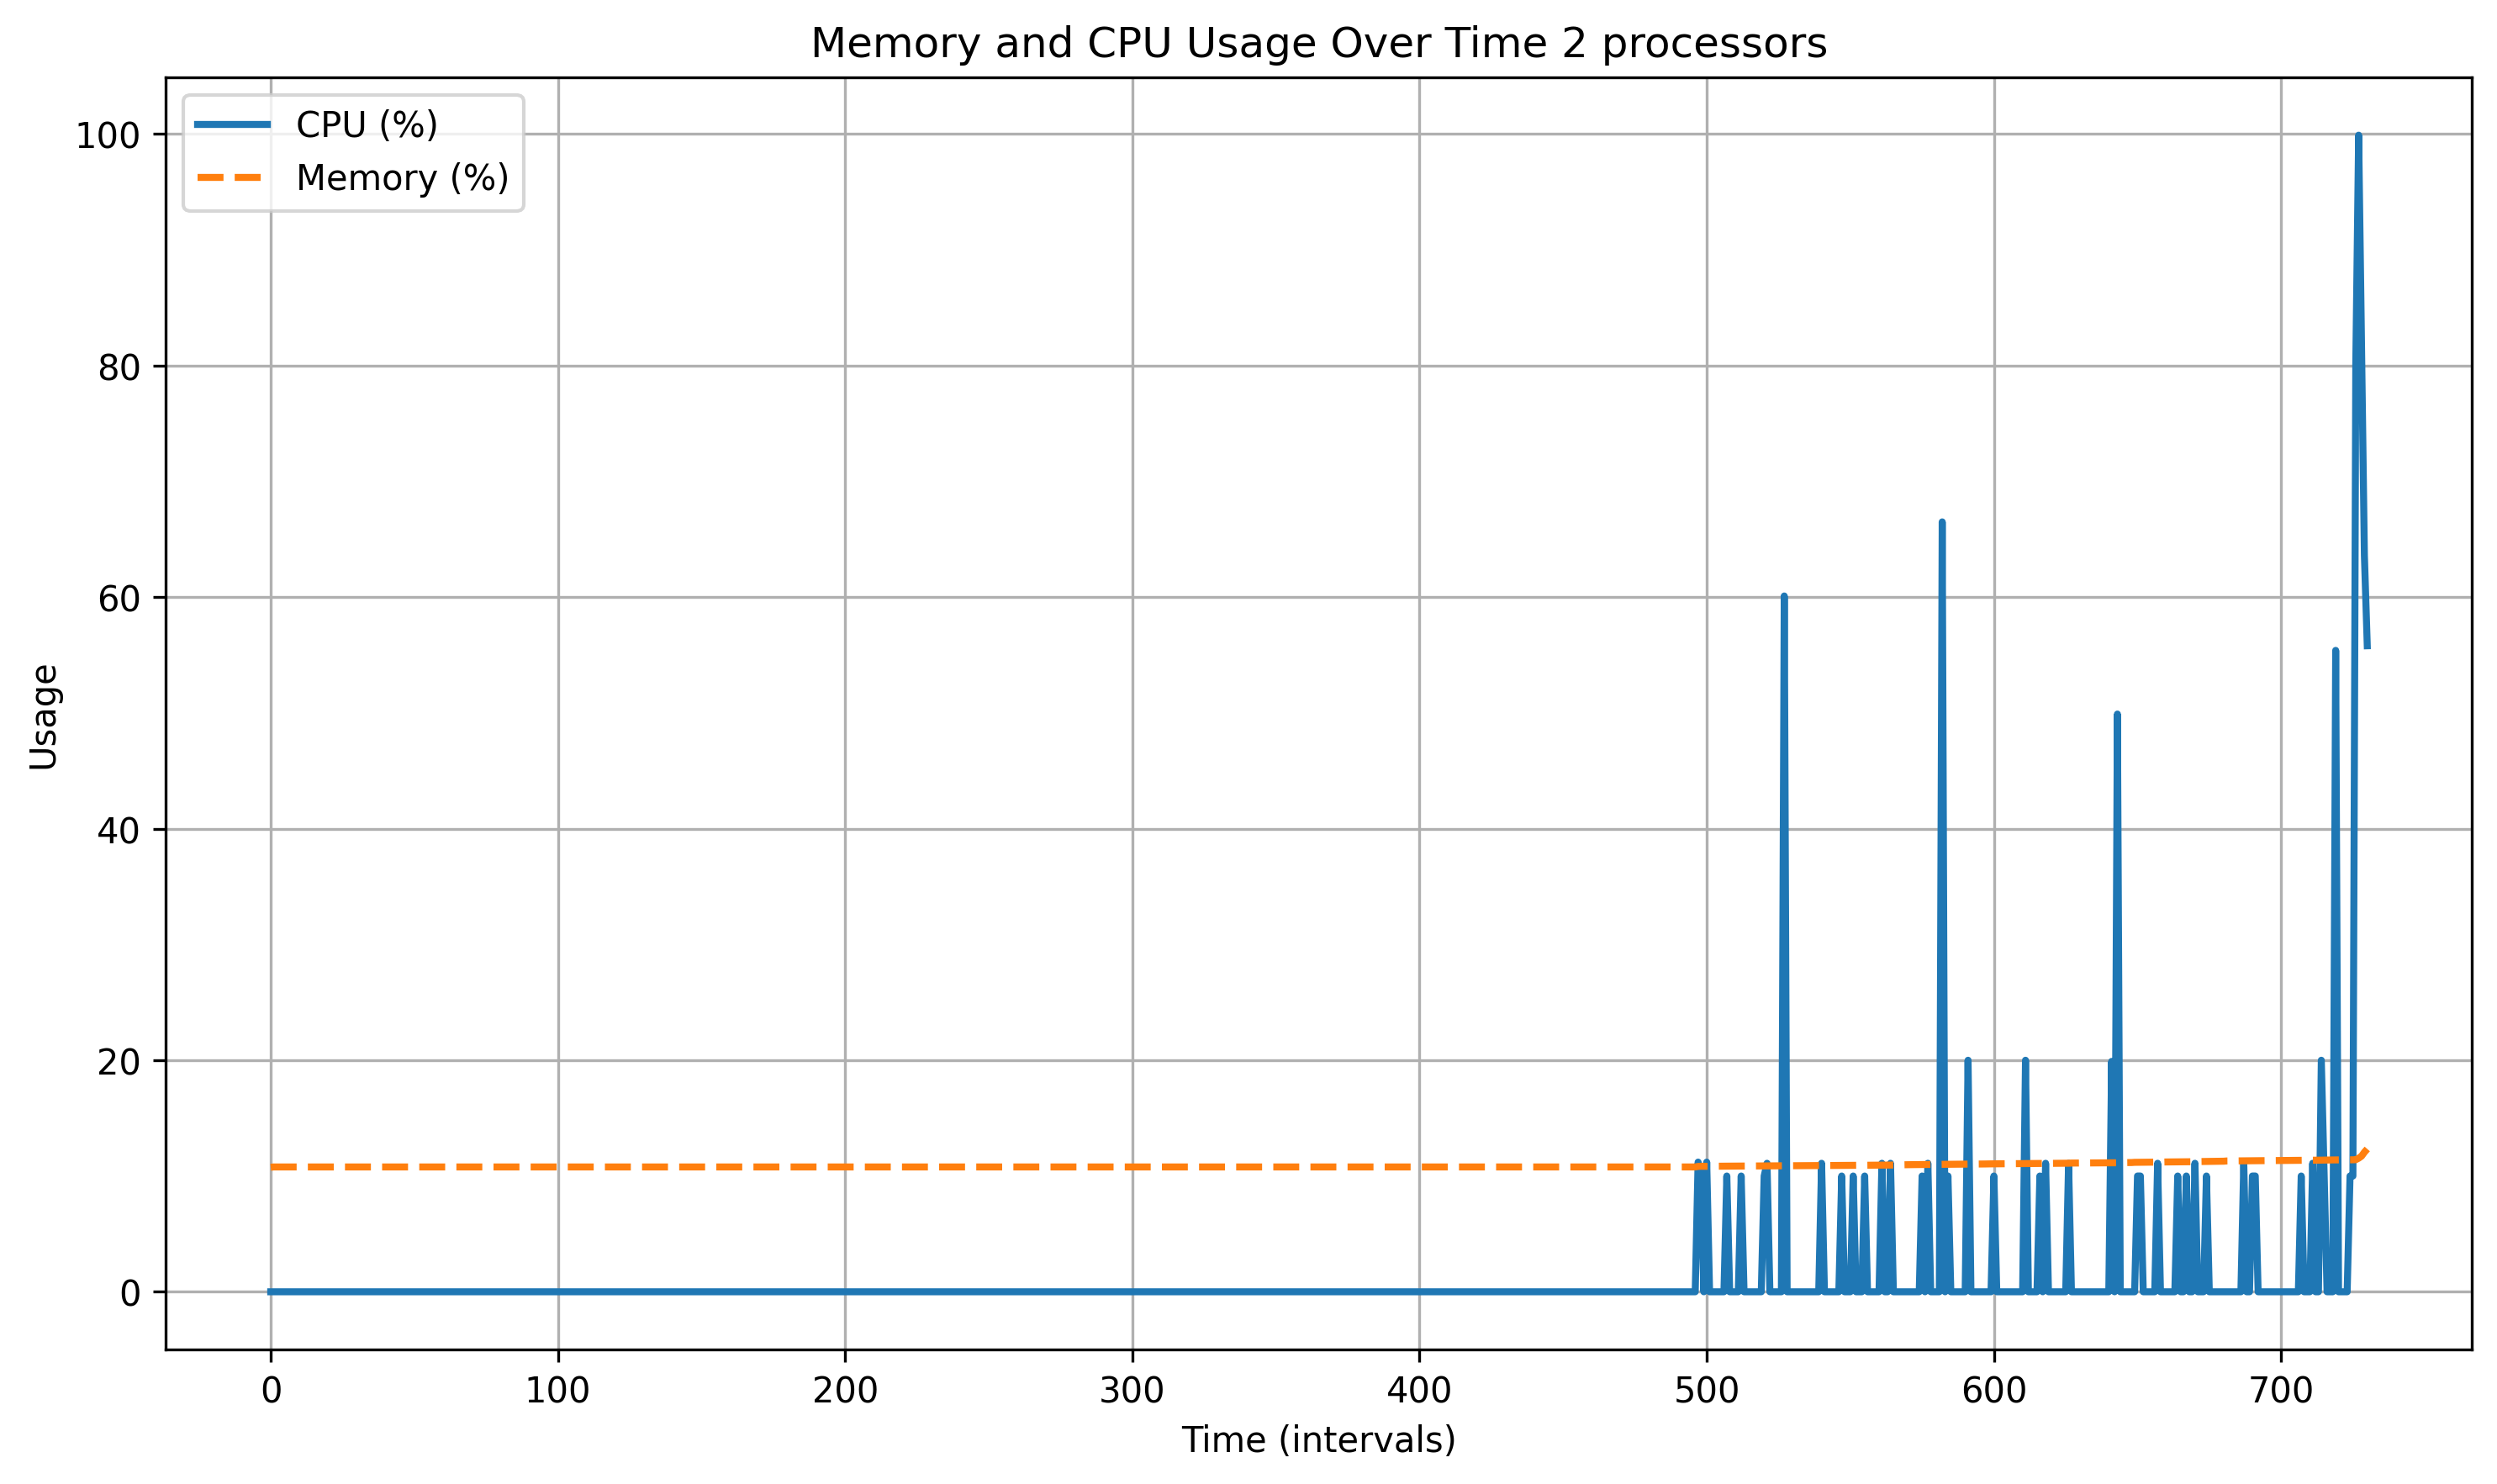 Memory and CPU Usage Over Time 2 processors
CPU (%)
Memory (%)
100
80
60
40
20
0
Usage
0 100 200 300 400 500 600 700
Time (intervals)